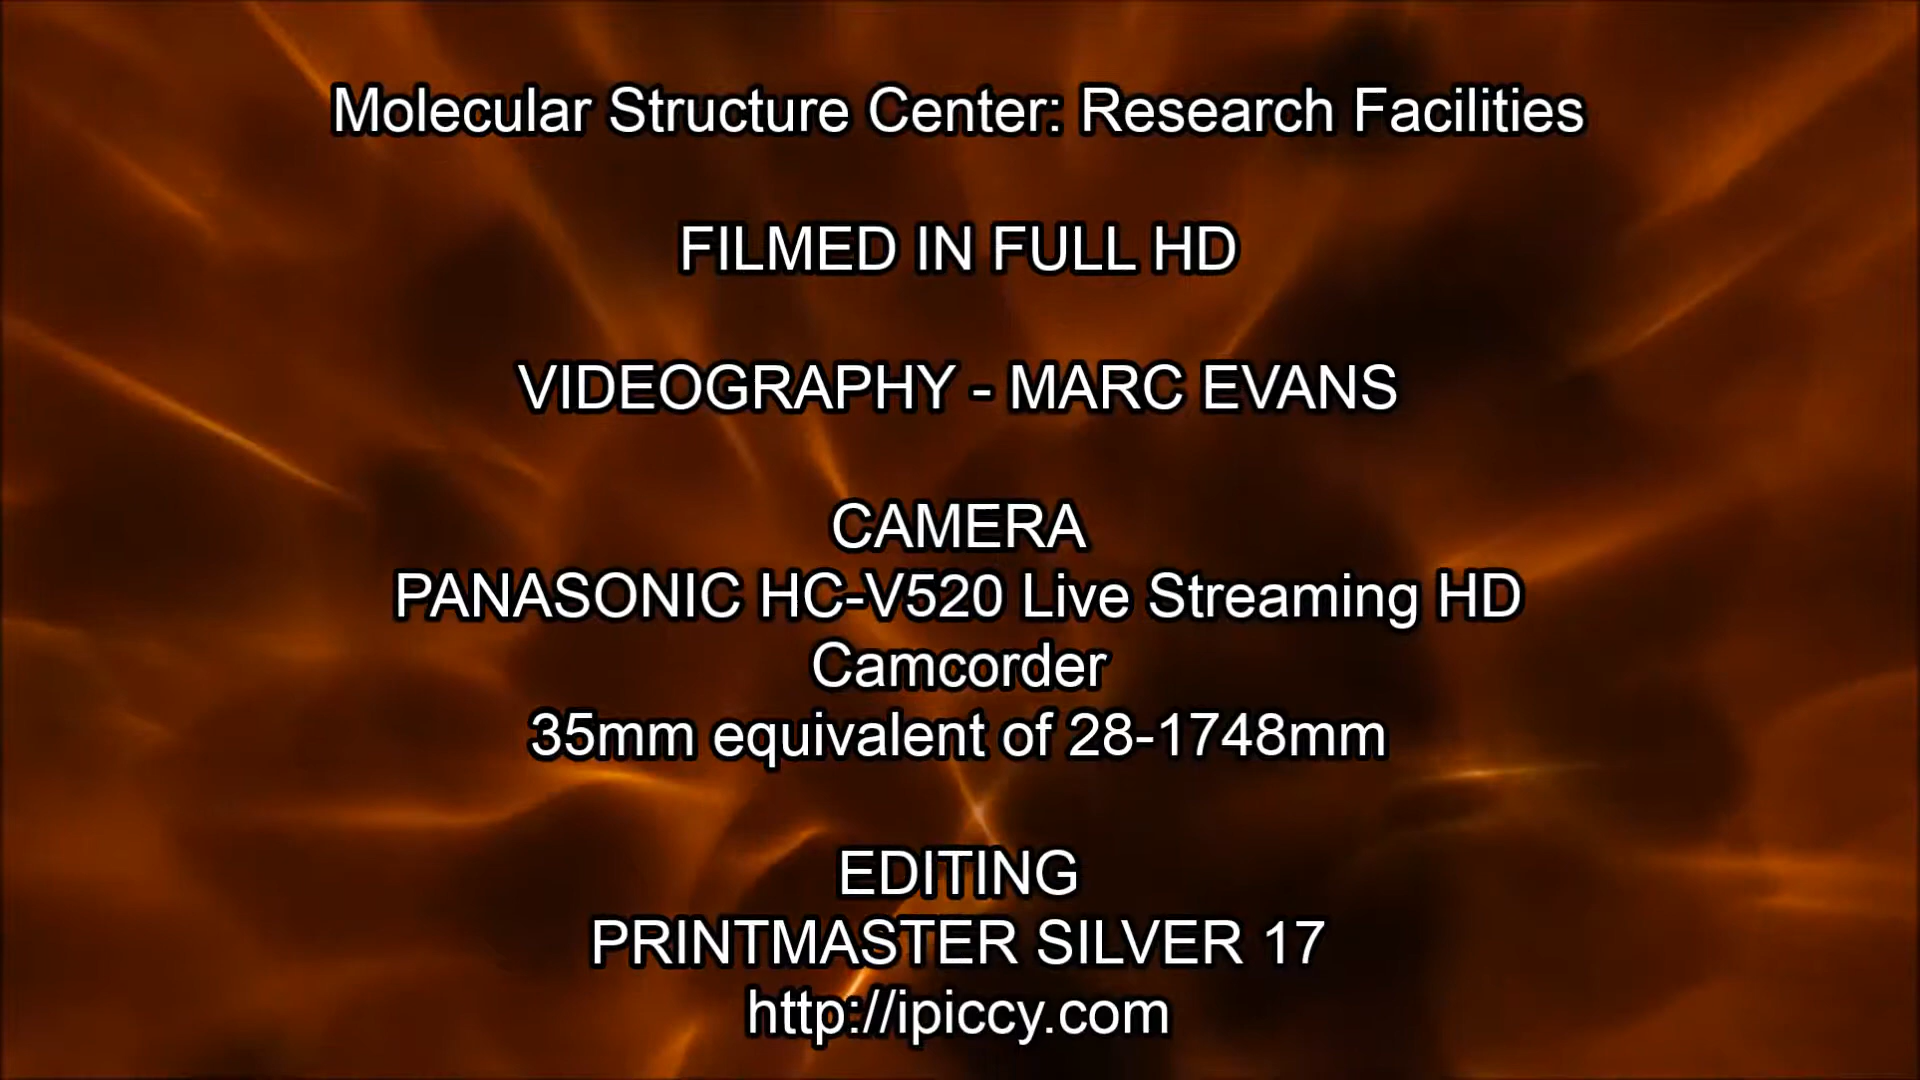 Molecular Structure Center: Research Facilities
FILMED IN FULL HD
VIDEOGRAPHY - MARC EVANS
CAMERA
PANASONIC HC-V520 Live Streaming HD
Camcorder
35mm equivalent of 28-1748mm
EDITING
PRINTMASTER SILVER 17
http://ipiccy.com